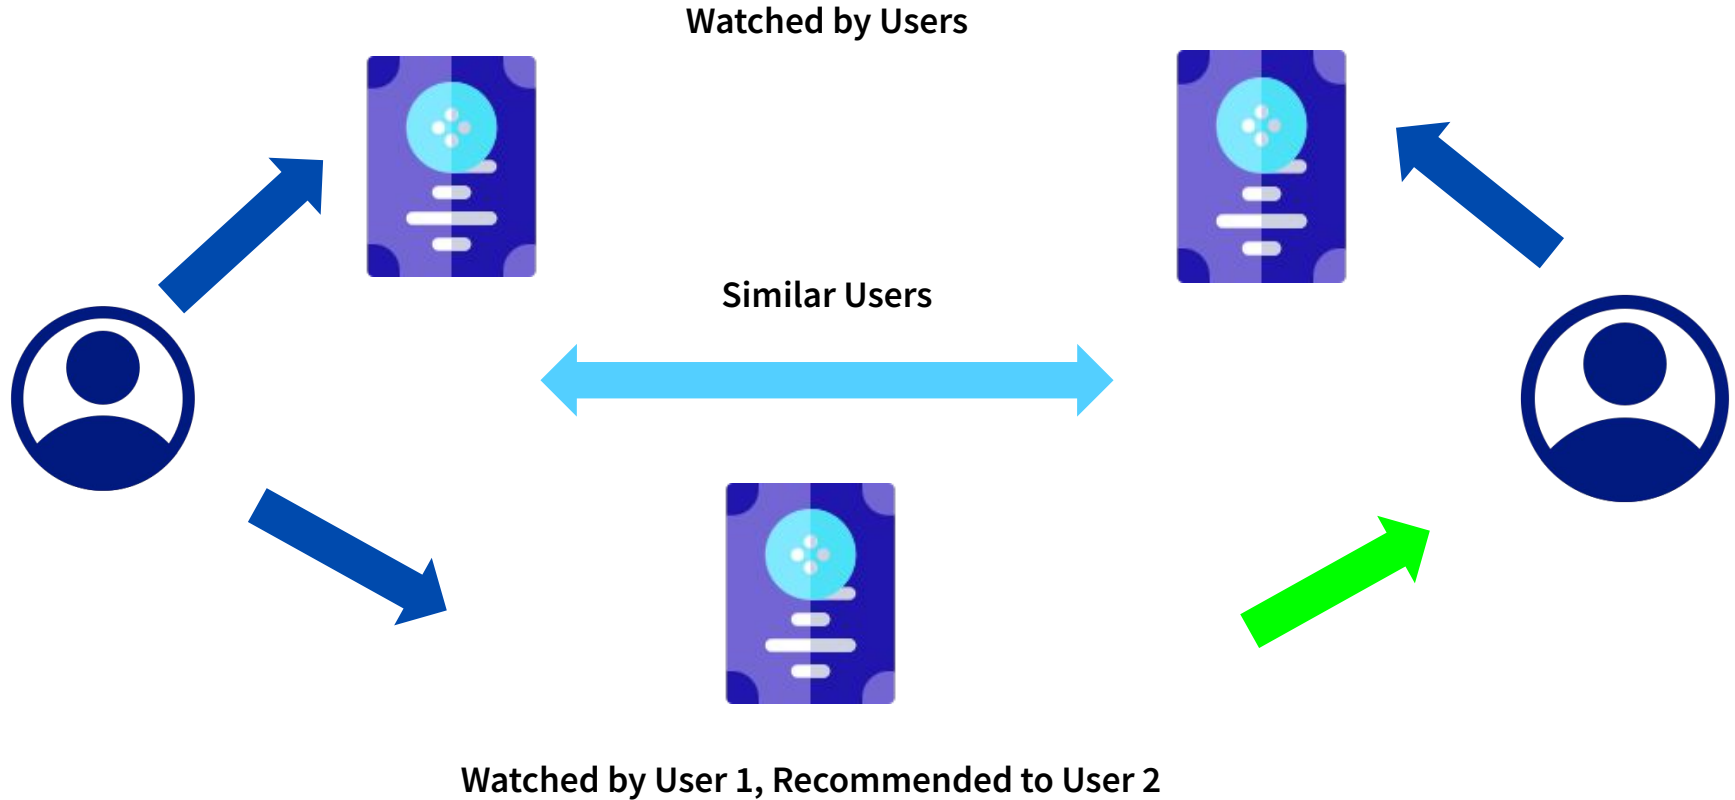 Watched by Users
Similar Users
Watched by User 1, Recommended to User 2